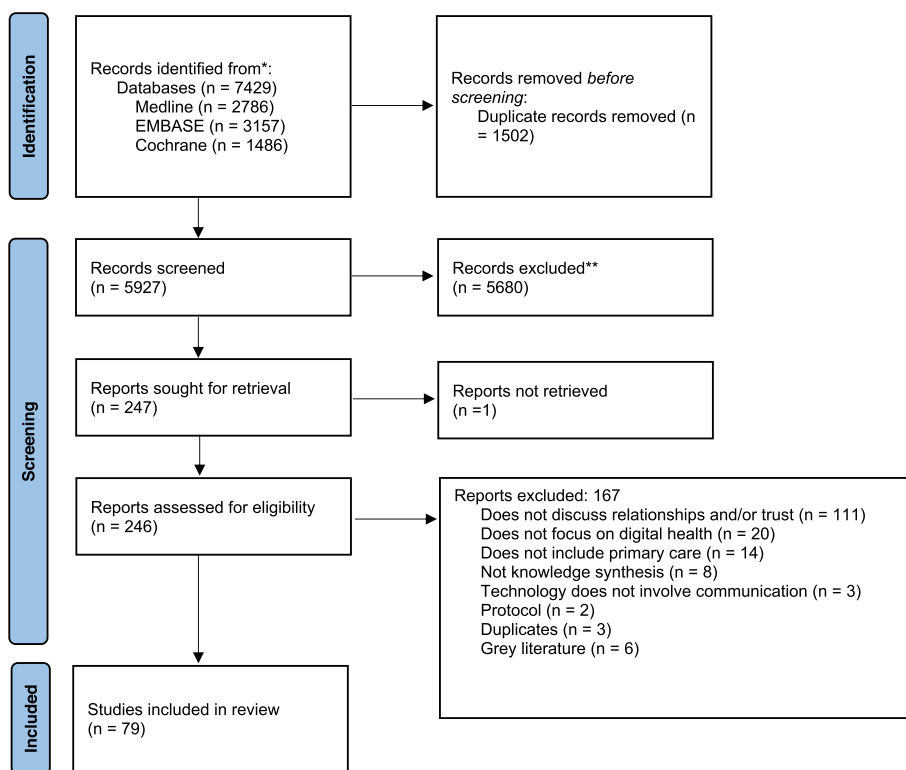 Identification
Records identified from*:
Databases (n = 7429)
Medline (n = 2786)
EMBASE (n = 3157)
Cochrane (n = 1486)
Records removed before
screening:
Duplicate records removed (n
= 1502)
Screening
Records screened
(n = 5927)
Records excluded**
(n = 5680)
Reports sought for retrieval
(n = 247)
Reports not retrieved
(n =1)
Reports assessed for eligibility
(n = 246)
Reports excluded: 167
Does not discuss relationships and/or trust (n = 111)
Does not focus on digital health (n = 20)
Does not include primary care (n = 14)
Not knowledge synthesis (n = 8)
Technology does not involve communication (n = 3)
Protocol (n = 2)
Duplicates (n = 3)
Grey literature (n = 6)
Included
Studies included in review
(n = 79)